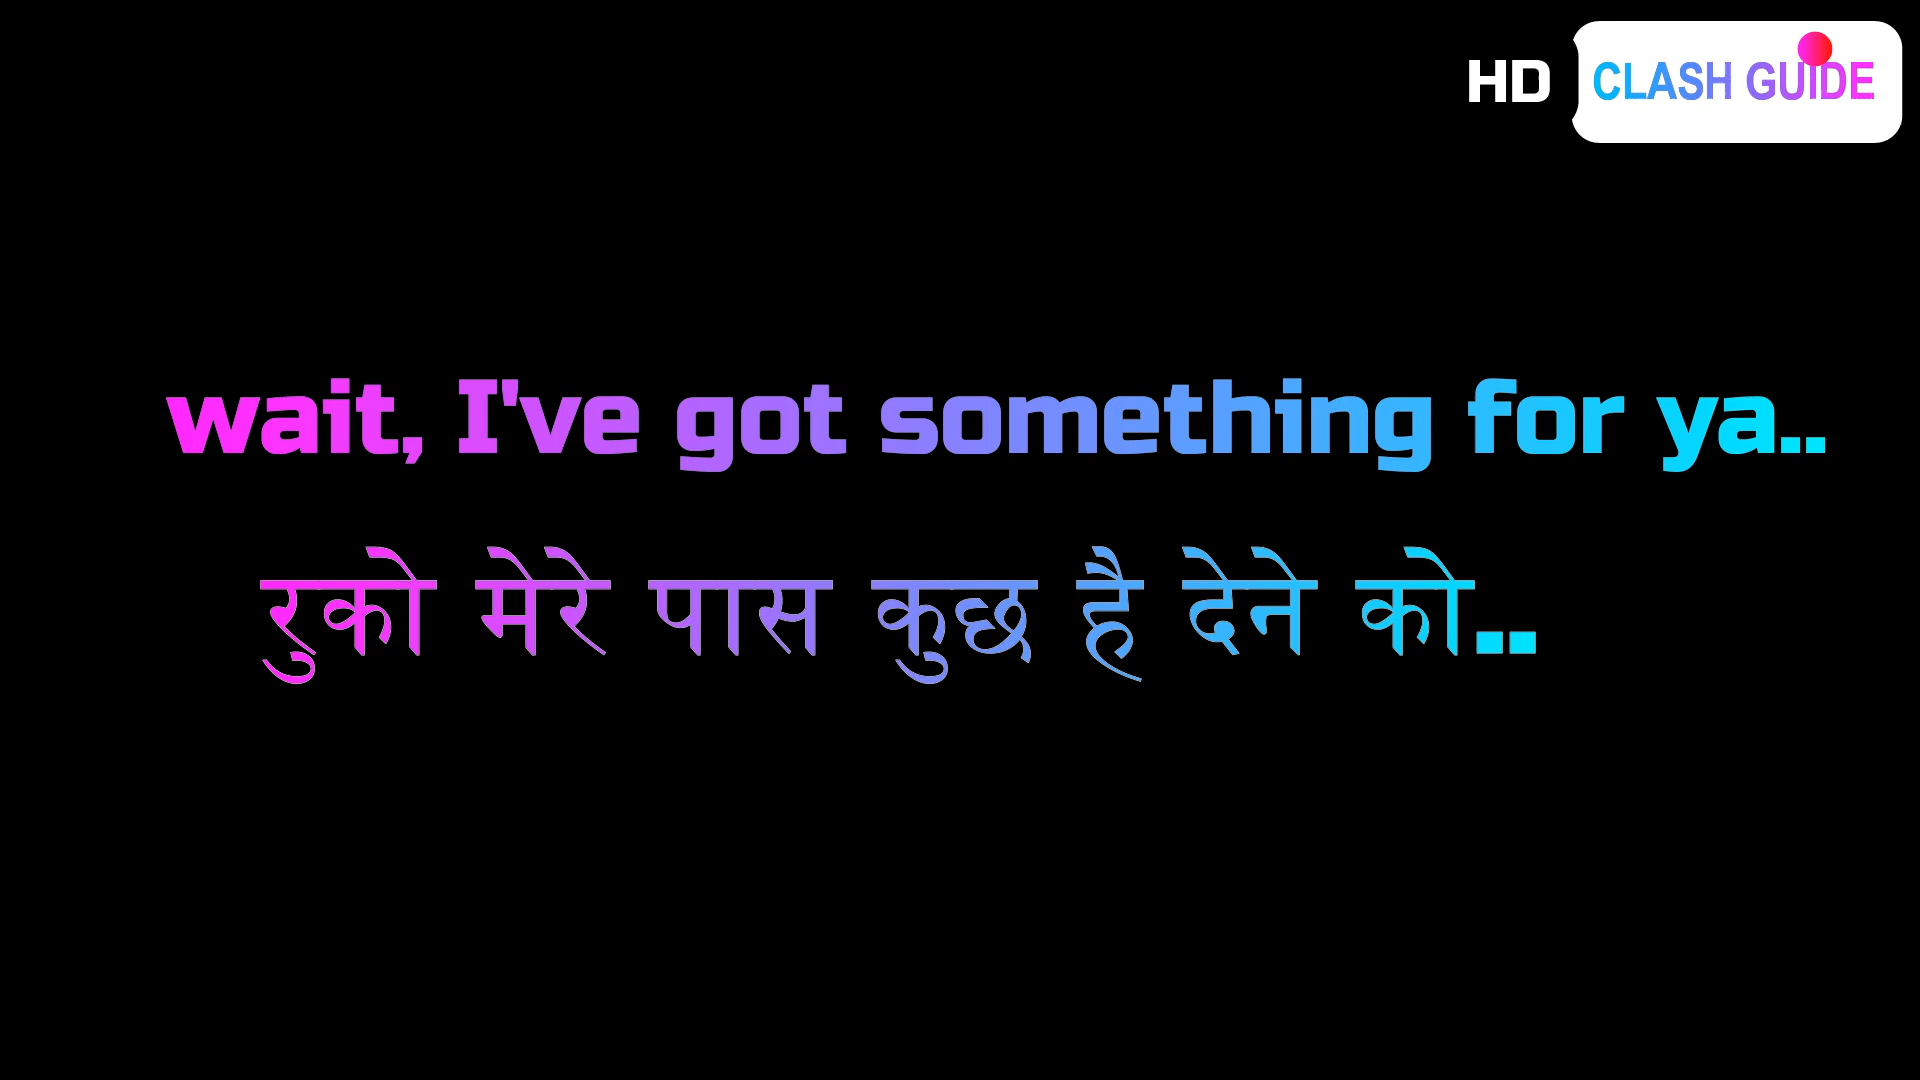 HD CLASH GUIDE
wait, I've got something for ya..
रुको मेरे पास कुछ है देने को..